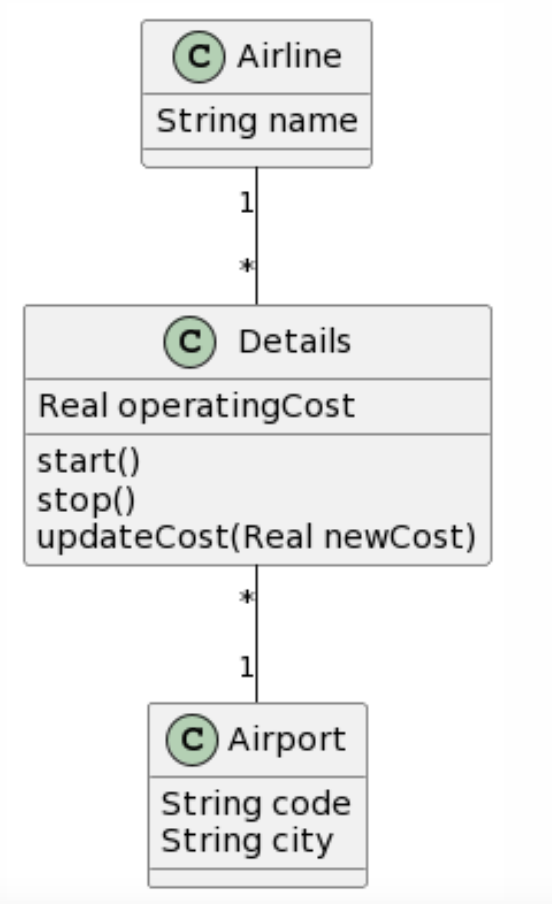 C Airline
String name
1
*
C Details
Real operatingCost
start()
stop()
updateCost(Real newCost)
*
1
C Airport
String code
String city